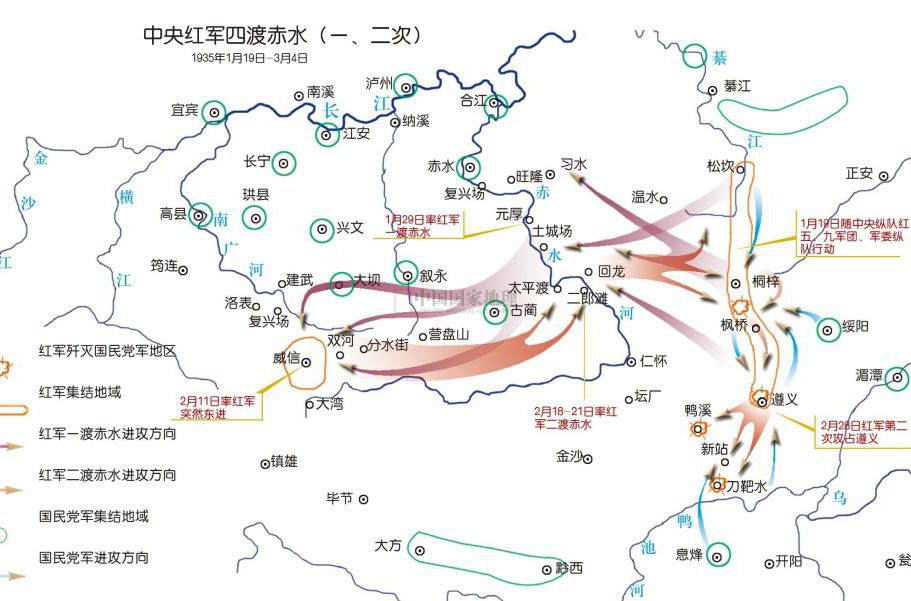 中央红军四渡赤水（一、二次）
1935年1月19日—3月4日
綦
江
綦江
泸州
南溪
长
江
合江
宜宾
纳溪
江安
金
沙
江
横
江
长宁
赤水
旺隆
习水
松坎
正安
复兴场
赤
水
河
温水
高县
南
广
河
珙县
兴文
1月29日率红军
一渡赤水
元厚
土城场
1月19日随中央纵队红
五、九军团、军委纵
队行动
筠连
建武
大坝
叙永
回龙
太平渡
二郎滩
桐梓
中国国家地理
洛表
复兴场
古蔺
枫桥
绥阳
双河
分水街
营盘山
红军歼灭国民党军地区
威信
仁怀
湄潭
红军集结地域
2月11日率红军
突然东进
大湾
坛厂
遵义
鸭溪
2月18-21日率红
军二渡赤水
2月28日红军第二
次攻占遵义
红军一渡赤水进攻方向
新站
镇雄
金沙
红军二渡赤水进攻方向
刀靶水
毕节
乌
国民党军集结地域
鸭
池
河
大方
息烽
国民党军进攻方向
黔西
开阳
瓮